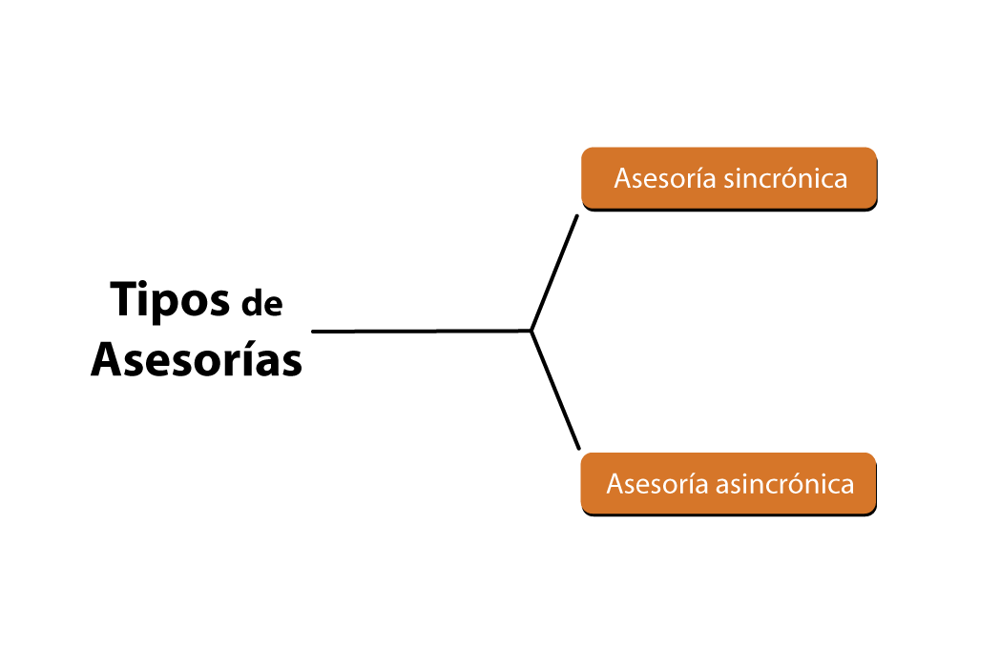 Tipos de
Asesorías
Asesoría sincrónica
Asesoría asincrónica